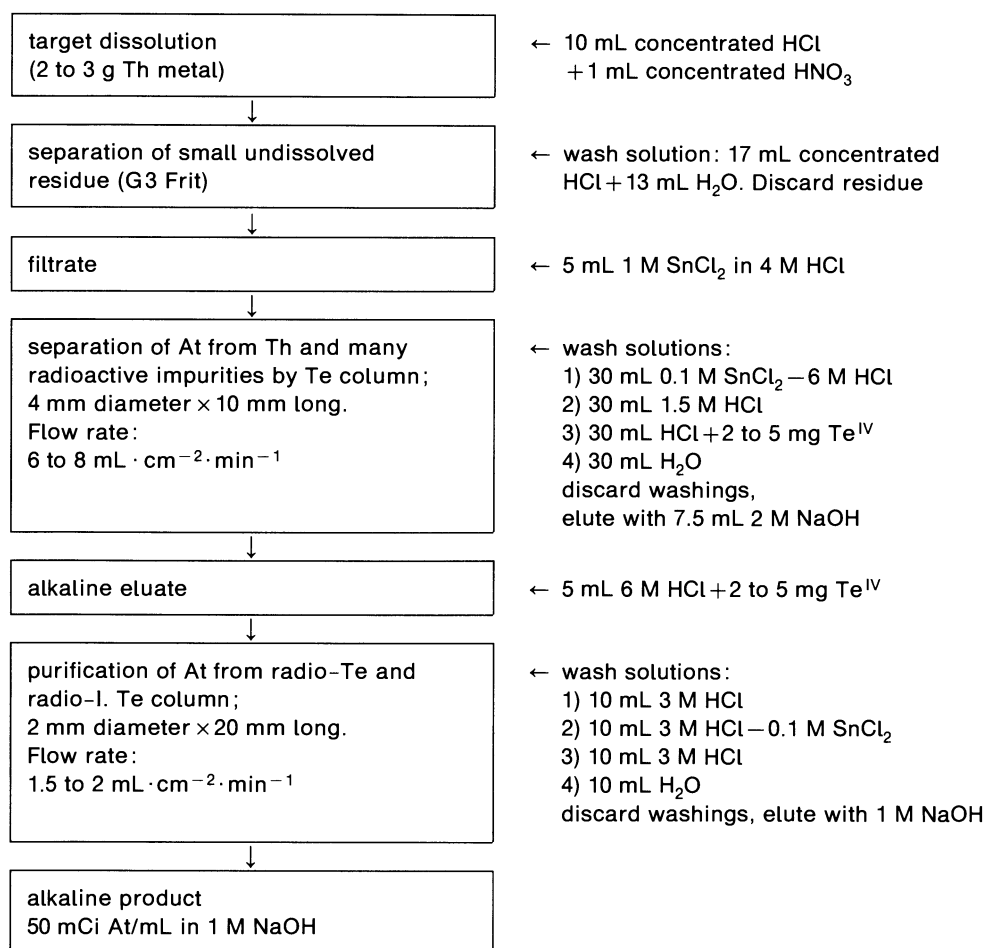 target dissolution
(2 to 3 g Th metal)
← 10 mL concentrated HCl
+1 mL concentrated HNO₃
↓
separation of small undissolved
residue (G3 Frit)
← wash solution: 17 mL concentrated
HCl+13 mL H₂O. Discard residue
↓
filtrate
← 5 mL 1 M SnCl₂ in 4 M HCl
↓
separation of At from Th and many
radioactive impurities by Te column;
4 mm diameter × 10 mm long.
Flow rate:
6 to 8 mL · cm⁻² · min⁻¹
← wash solutions:
1) 30 mL 0.1 M SnCl₂–6 M HCl
2) 30 mL 1.5 M HCl
3) 30 mL HCl+2 to 5 mg Teᴵⱽ
4) 30 mL H₂O
discard washings,
elute with 7.5 mL 2 M NaOH
↓
alkaline eluate
← 5 mL 6 M HCl+2 to 5 mg Teᴵⱽ
↓
purification of At from radio-Te and
radio-I. Te column;
2 mm diameter × 20 mm long.
Flow rate:
1.5 to 2 mL·cm⁻²·min⁻¹
← wash solutions:
1) 10 mL 3 M HCl
2) 10 mL 3 M HCl–0.1 M SnCl₂
3) 10 mL 3 M HCl
4) 10 mL H₂O
discard washings, elute with 1 M NaOH
↓
alkaline product
50 mCi At/mL in 1 M NaOH